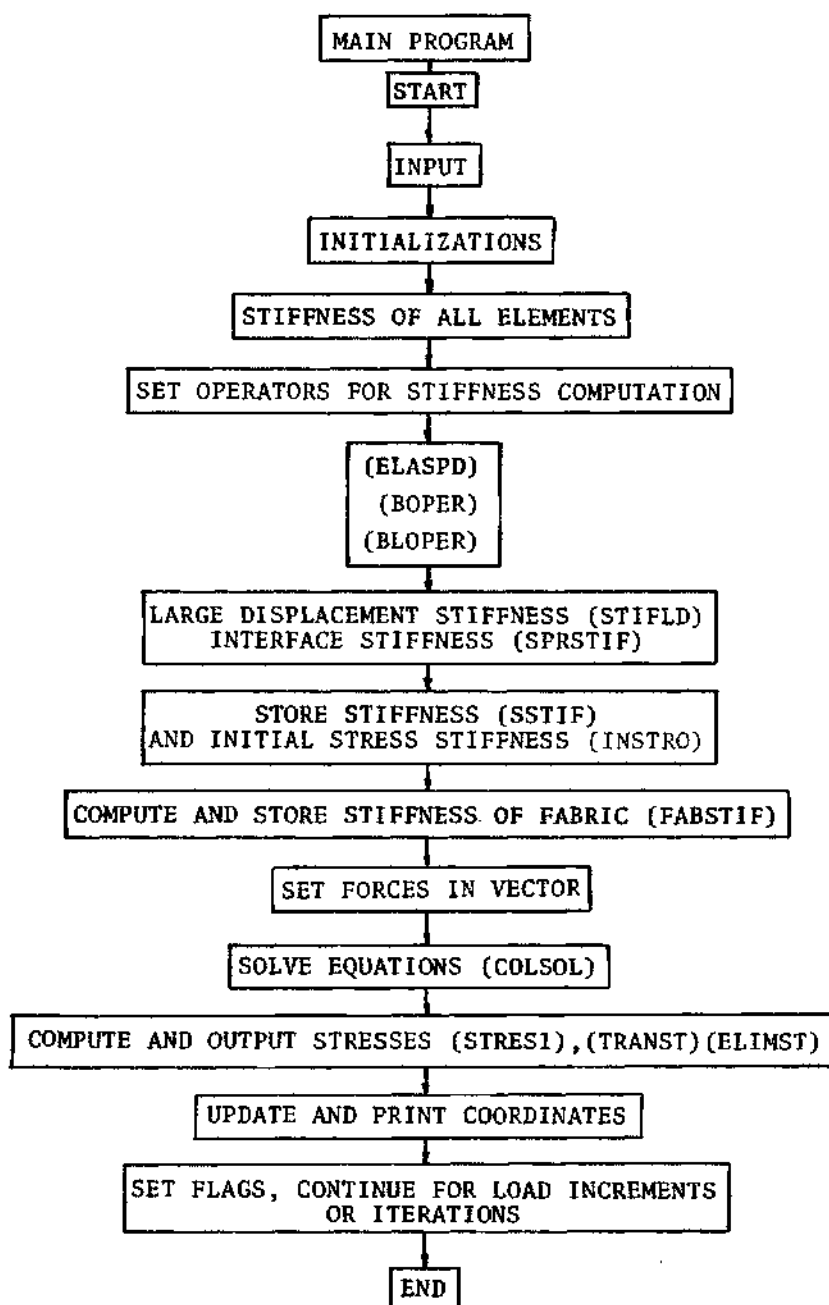 MAIN PROGRAM
START
INPUT
INITIALIZATIONS
STIFFNESS OF ALL ELEMENTS
SET OPERATORS FOR STIFFNESS COMPUTATION
(ELASPD)
(BOPER)
(BLOPER)
LARGE DISPLACEMENT STIFFNESS (STIFLD)
INTERFACE STIFFNESS (SPRSTIF)
STORE STIFFNESS (SSTIF)
AND INITIAL STRESS STIFFNESS (INSTRO)
COMPUTE AND STORE STIFFNESS OF FABRIC (FABSTIF)
SET FORCES IN VECTOR
SOLVE EQUATIONS (COLSOL)
COMPUTE AND OUTPUT STRESSES (STRES1),(TRANST)(ELIMST)
UPDATE AND PRINT COORDINATES
SET FLAGS, CONTINUE FOR LOAD INCREMENTS
OR ITERATIONS
END